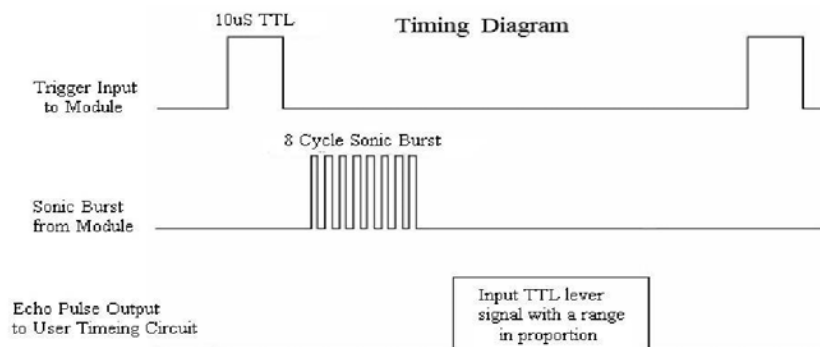 10uS TTL
Timing Diagram
Trigger Input
to Module
8 Cycle Sonic Burst
Sonic Burst
from Module
Echo Pulse Output
to User Timeing Circuit
Input TTL lever
signal with a range
in proportion